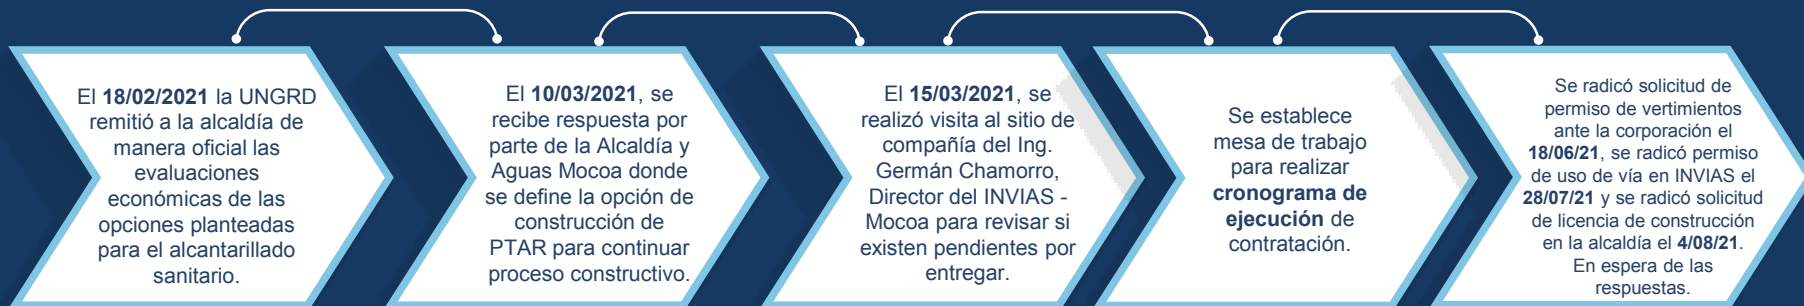 El 18/02/2021 la UNGRD
remitió a la alcaldía de
manera oficial las
evaluaciones
económicas de las
opciones planteadas
para el alcantarillado
sanitario.
El 10/03/2021, se
recibe respuesta por
parte de la Alcaldía y
Aguas Mocoa donde
se define la opción de
construcción de
PTAR para continuar
proceso constructivo.
El 15/03/2021, se
realizó visita al sitio de
compañía del Ing.
Germán Chamorro,
Director del INVIAS -
Mocoa para revisar si
existen pendientes por
entregar.
Se establece
mesa de trabajo
para realizar
cronograma de
ejecución de
contratación.
Se radicó solicitud de
permiso de vertimientos
ante la corporación el
18/06/21, se radicó permiso
de uso de vía en INVIAS el
28/07/21 y se radicó solicitud
de licencia de construcción
en la alcaldía el 4/08/21.
En espera de las
respuestas.